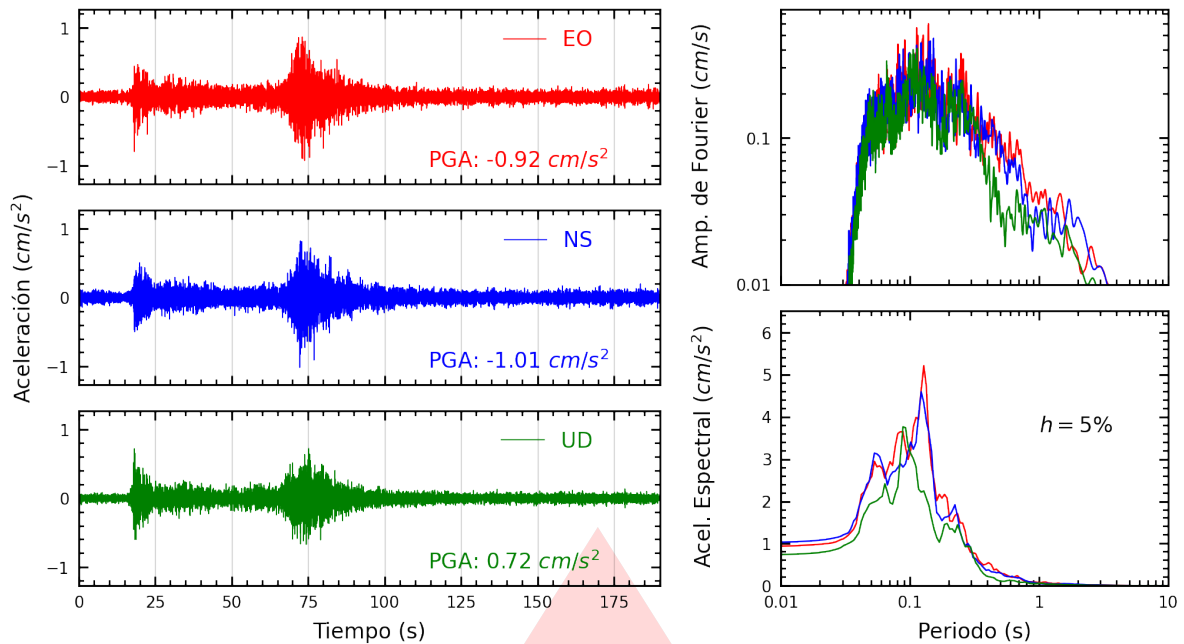 Aceleración (cm/s²)
1
0
−1
EO
PGA: -0.92 cm/s²
1
0
−1
NS
PGA: -1.01 cm/s²
1
0
−1
UD
PGA: 0.72 cm/s²
0 25 50 75 100 125 150 175
Tiempo (s)
Amp. de Fourier (cm/s)
0.1
0.01
Acel. Espectral (cm/s²)
6
5
4
3
2
1
0
h = 5%
0.01 0.1 1 10
Periodo (s)